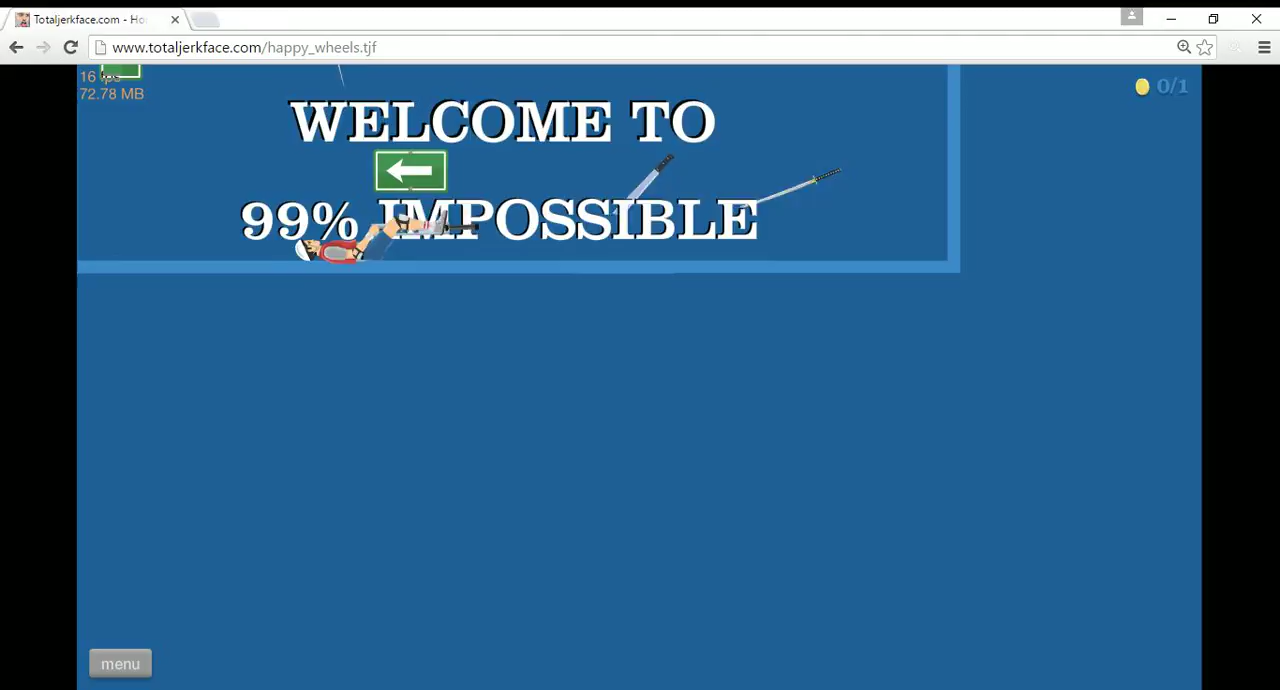 Totaljerkface.com - Ho
www.totaljerkface.com/happy_wheels.tjf
16 fps
72.78 MB
0/1
WELCOME TO
99% IMPOSSIBLE
menu